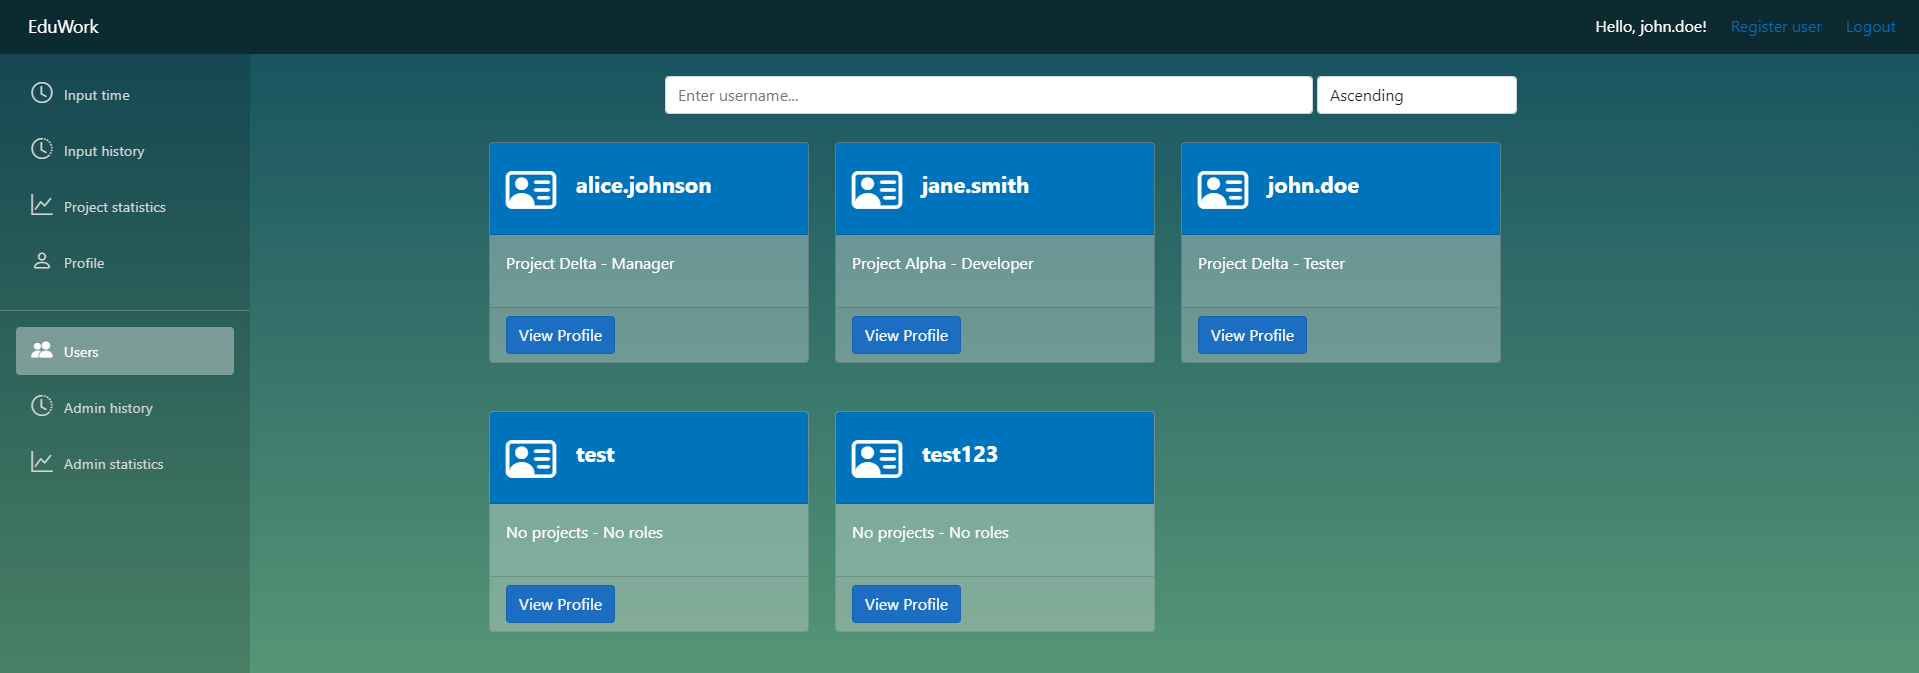 EduWork
Hello, john.doe! Register user Logout
Input time
Input history
Project statistics
Profile
Users
Admin history
Admin statistics
Enter username... Ascending
alice.johnson
Project Delta - Manager
View Profile
jane.smith
Project Alpha - Developer
View Profile
john.doe
Project Delta - Tester
View Profile
test
No projects - No roles
View Profile
test123
No projects - No roles
View Profile